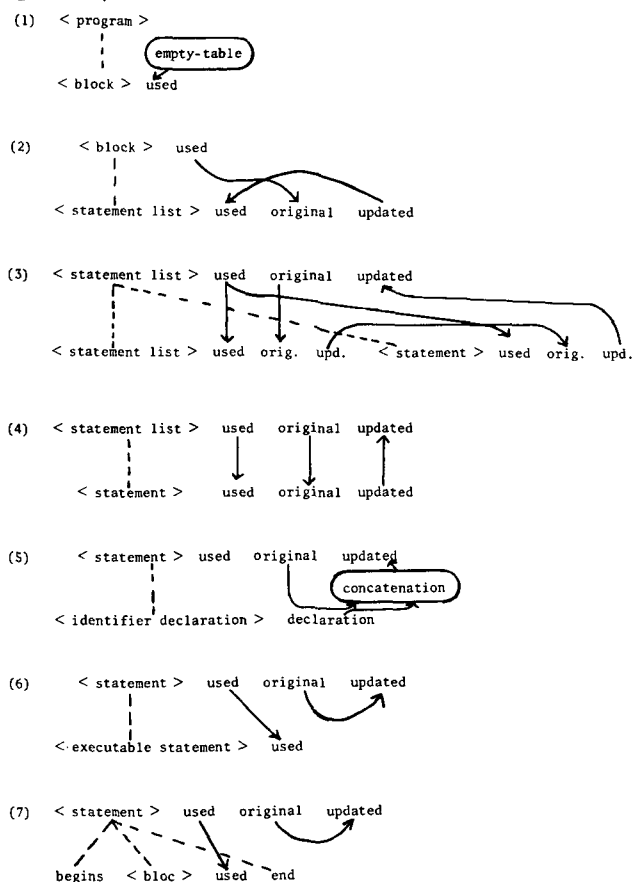 (1) < program >
empty-table
< block > used
(2) < block > used
< statement list > used original updated
(3) < statement list > used original updated
< statement list > used orig. upd. < statement > used orig. upd.
(4) < statement list > used original updated
< statement > used original updated
(5) < statement > used original updated
concatenation
< identifier declaration > declaration
(6) < statement > used original updated
< executable statement > used
(7) < statement > used original updated
begins < bloc > used end